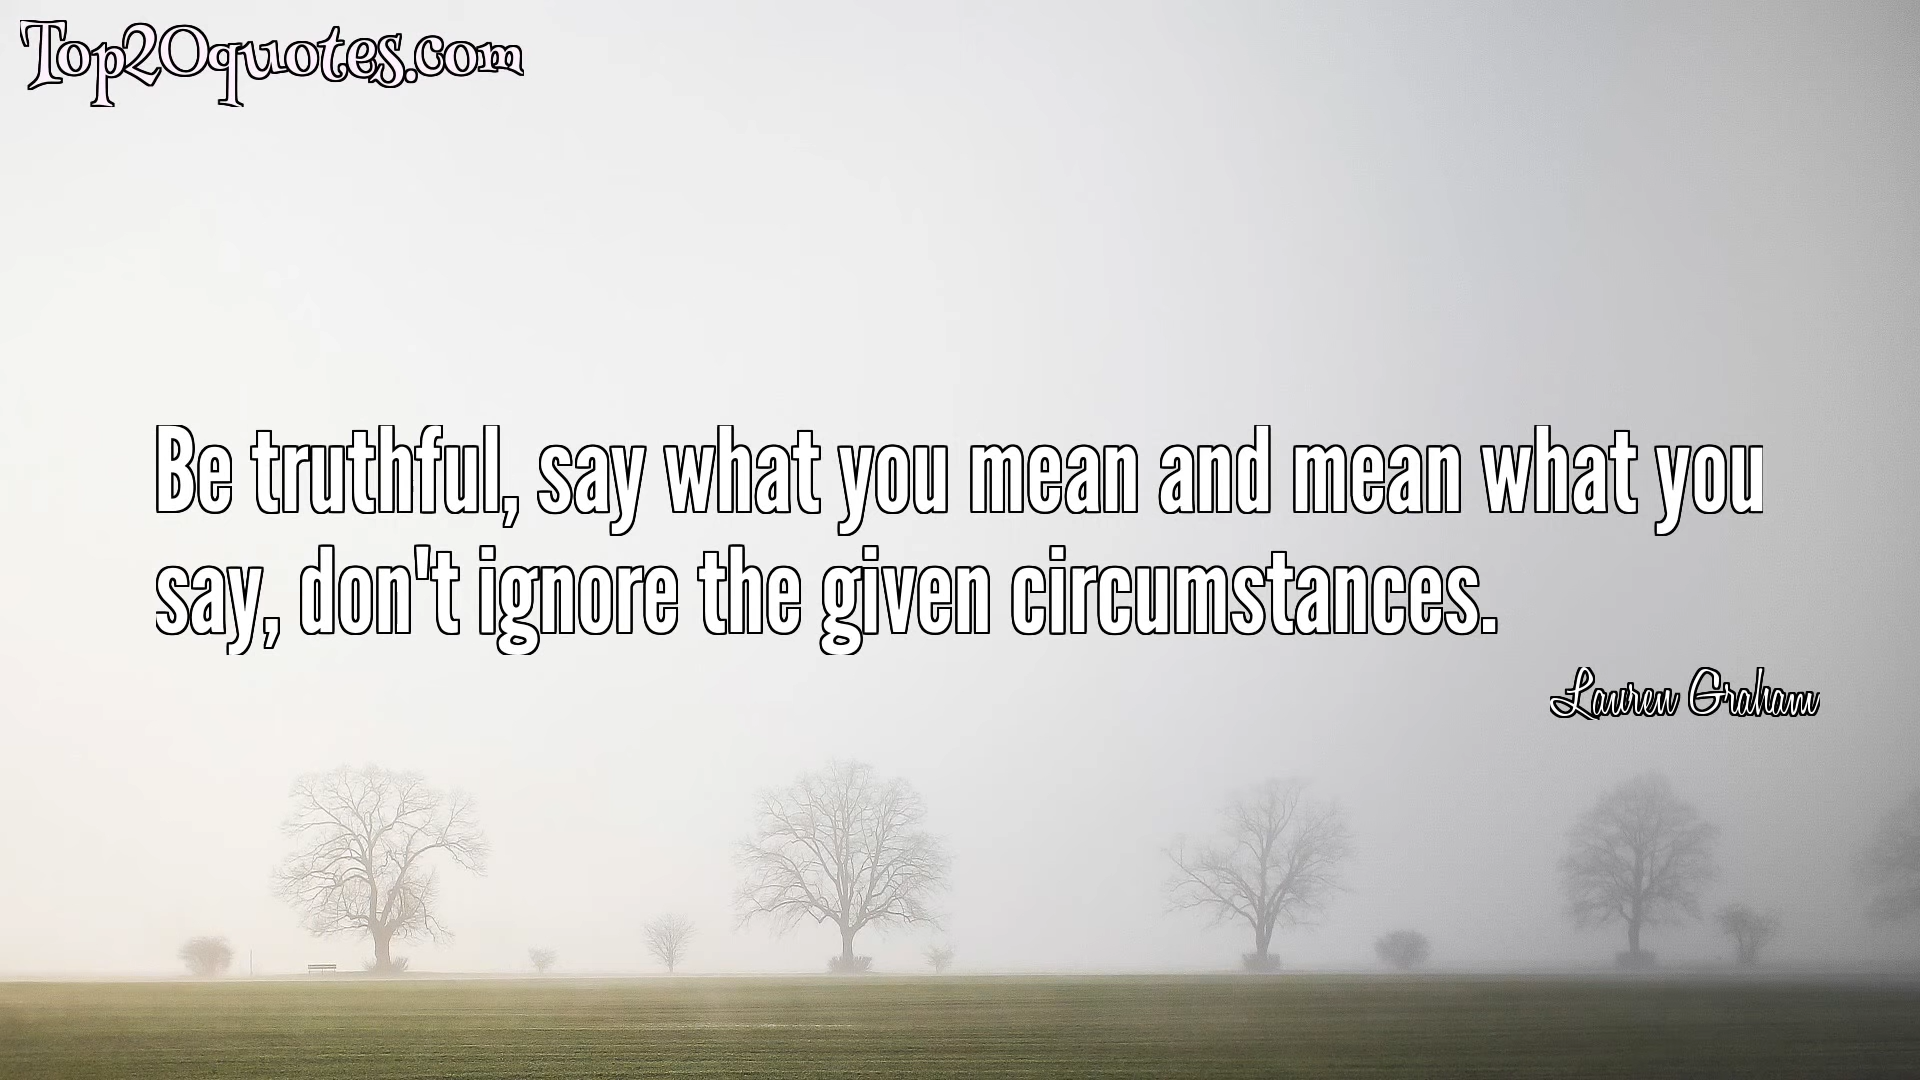 Top20quotes.com
Be truthful, say what you mean and mean what you
say, don't ignore the given circumstances.
Lauren Graham